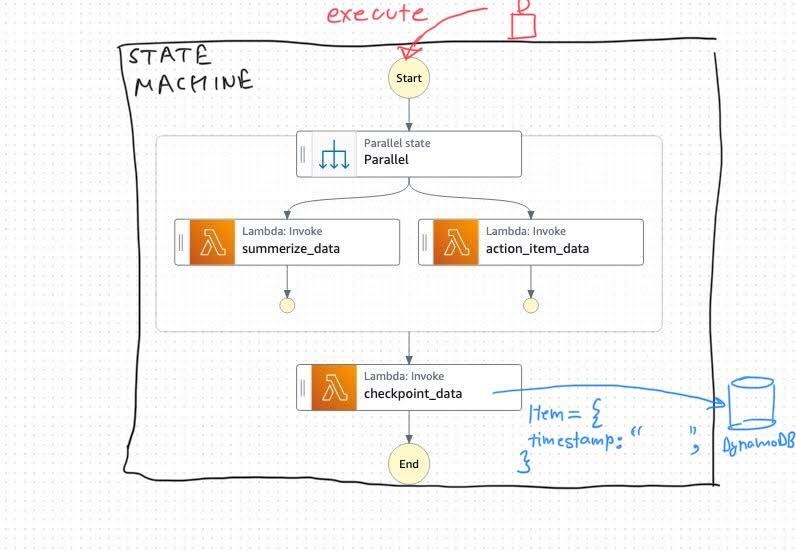 execute
STATE
MACHINE
Start
Parallel state
Parallel
Lambda: Invoke
summerize_data
Lambda: Invoke
action_item_data
Lambda: Invoke
checkpoint_data
Item = {
timestamp: " ",
}
DynamoDB
End